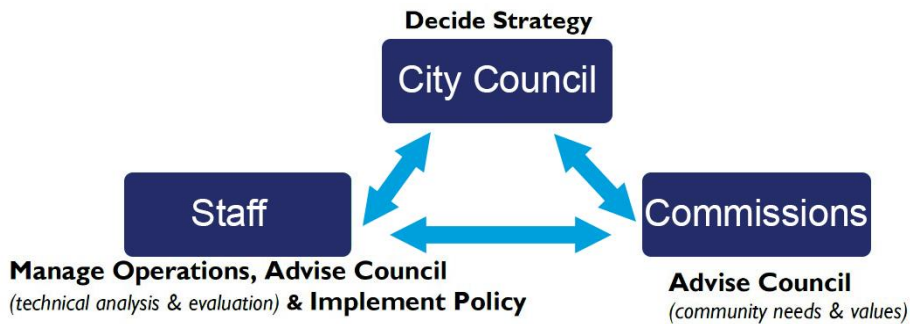 Decide Strategy
City Council
Staff
Commissions
Manage Operations, Advise Council
(technical analysis & evaluation) & Implement Policy
Advise Council
(community needs & values)